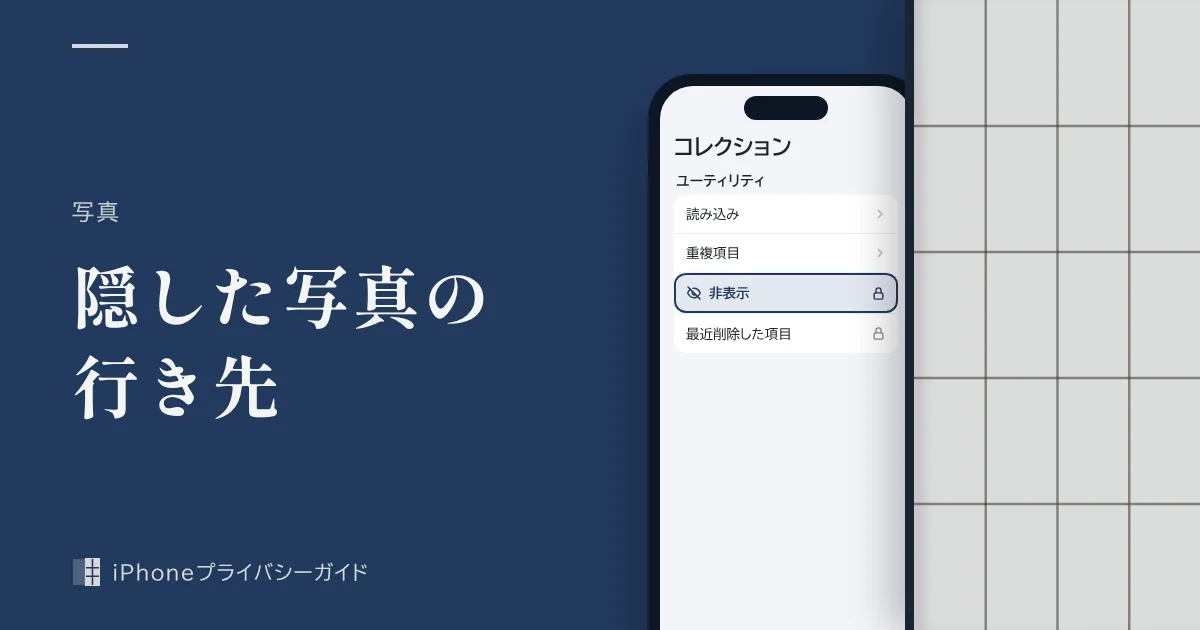 写真
隠した写真の
行き先
iPhoneプライバシーガイド
コレクション
ユーティリティ
読み込み
重複項目
非表示
最近削除した項目